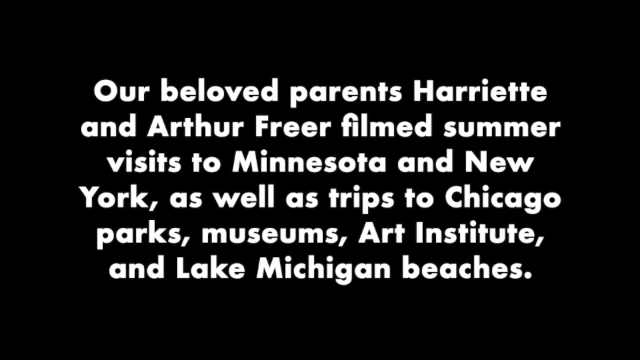 Our beloved parents Harriette
and Arthur Freer filmed summer
visits to Minnesota and New
York, as well as trips to Chicago
parks, museums, Art Institute,
and Lake Michigan beaches.